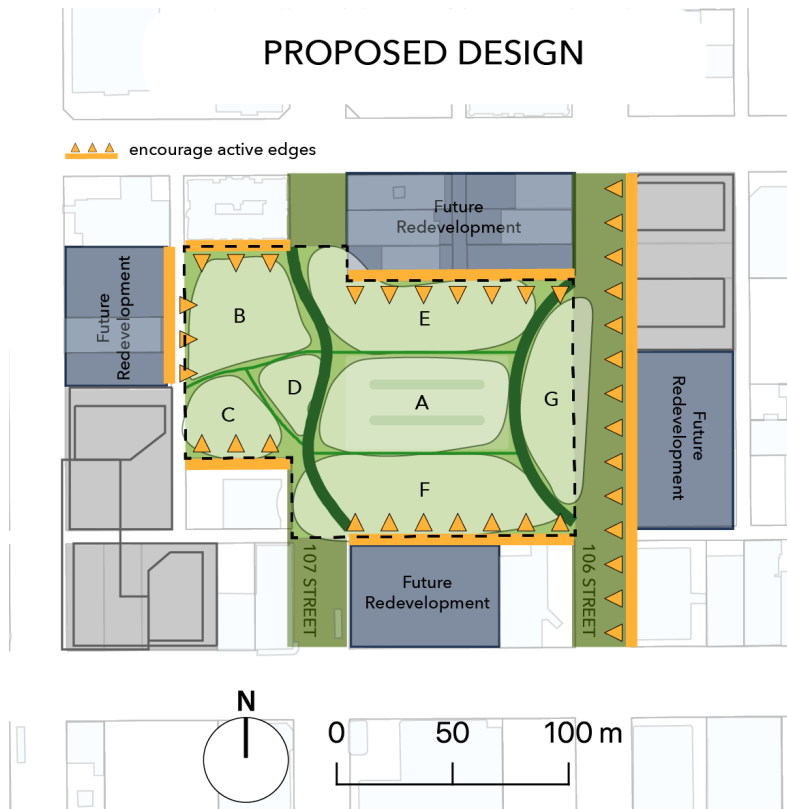 PROPOSED DESIGN
encourage active edges
Future
Redevelopment
Future
Redevelopment
B
E
D
A
C
G
F
Future
Redevelopment
107 STREET
106 STREET
Future
Redevelopment
N
0 50 100 m